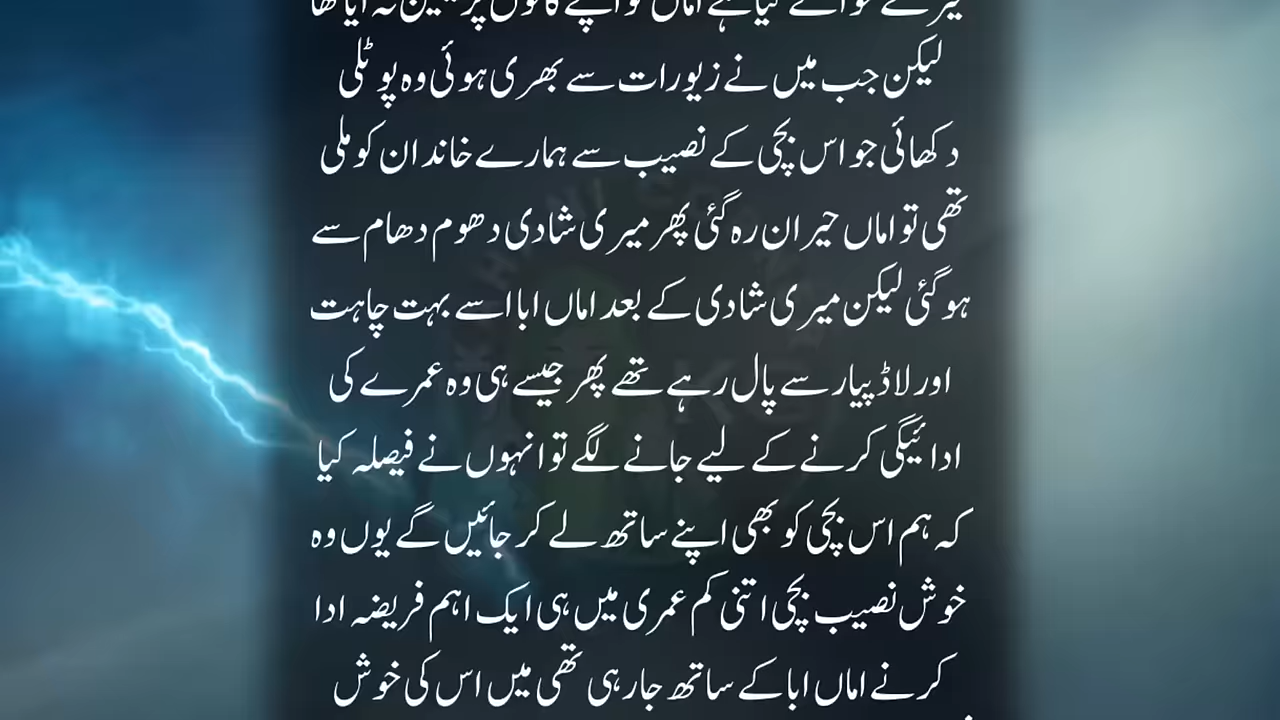 لیکن جب میں نے زیورات سے بھری ہوئی وہ پوٹلی
دکھائی جو اس بچی کے نصیب سے ہمارے خاندان کو ملی
تھی تو اماں حیران رہ گئی پھر میری شادی دھوم دھام سے
ہو گئی لیکن میری شادی کے بعد اماں ابا اسے بہت چاہت
اور لاڈ پیار سے پال رہے تھے پھر جیسے ہی وہ عمرے کی
ادائیگی کرنے کے لیے جانے لگے تو انہوں نے فیصلہ کیا
کہ ہم اس بچی کو بھی اپنے ساتھ لے کر جائیں گے یوں وہ
خوش نصیب بچی اتنی کم عمری میں ہی ایک اہم فریضہ ادا
کرنے اماں ابا کے ساتھ جا رہی تھی میں اس کی خوش